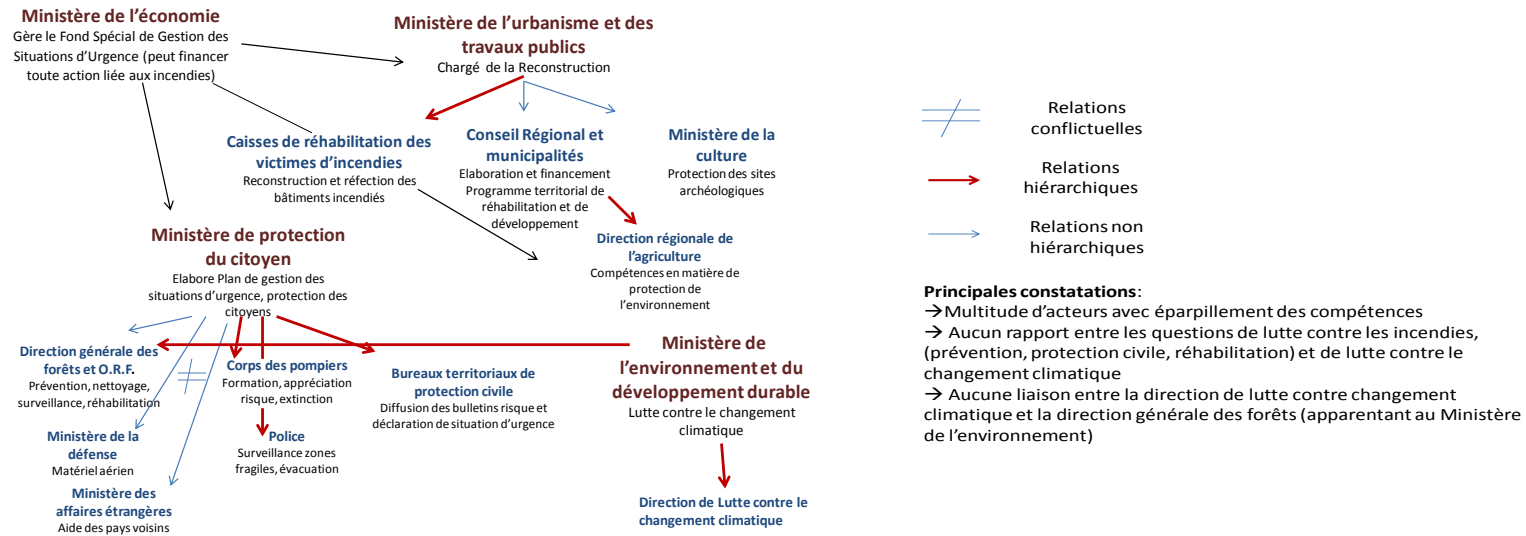 Ministère de l'économie
Gère le Fond Spécial de Gestion des
Situations d'Urgence (peut financer
toute action liée aux incendies)
Ministère de l'urbanisme et des
travaux publics
Chargé de la Reconstruction
Caisses de réhabilitation des
victimes d'incendies
Reconstruction et réfection des
bâtiments incendiés
Conseil Régional et
municipalités
Elaboration et financement
Programme territorial de
réhabilitation et de
développement
Ministère de la
culture
Protection des sites
archéologiques
Direction régionale de
l'agriculture
Compétences en matière de
protection de
l'environnement
Ministère de protection
du citoyen
Elabore Plan de gestion des
situations d'urgence, protection des
citoyens
Direction générale des
forêts et O.R.F.
Prévention, nettoyage,
surveillance, réhabilitation
Corps des pompiers
Formation, appréciation
risque, extinction
Bureaux territoriaux de
protection civile
Diffusion des bulletins risque et
déclaration de situation d'urgence
Ministère de
l'environnement et du
développement durable
Lutte contre le changement
climatique
Ministère de la
défense
Matériel aérien
Police
Surveillance zones
fragiles, évacuation
Ministère des
affaires étrangères
Aide des pays voisins
Direction de Lutte contre le
changement climatique
Relations
conflictuelles
Relations
hiérarchiques
Relations non
hiérarchiques
Principales constatations:
→Multitude d'acteurs avec éparpillement des compétences
→ Aucun rapport entre les questions de lutte contre les incendies,
(prévention, protection civile, réhabilitation) et de lutte contre le
changement climatique
→ Aucune liaison entre la direction de lutte contre changement
climatique et la direction générale des forêts (apparentant au Ministère
de l'environnement)